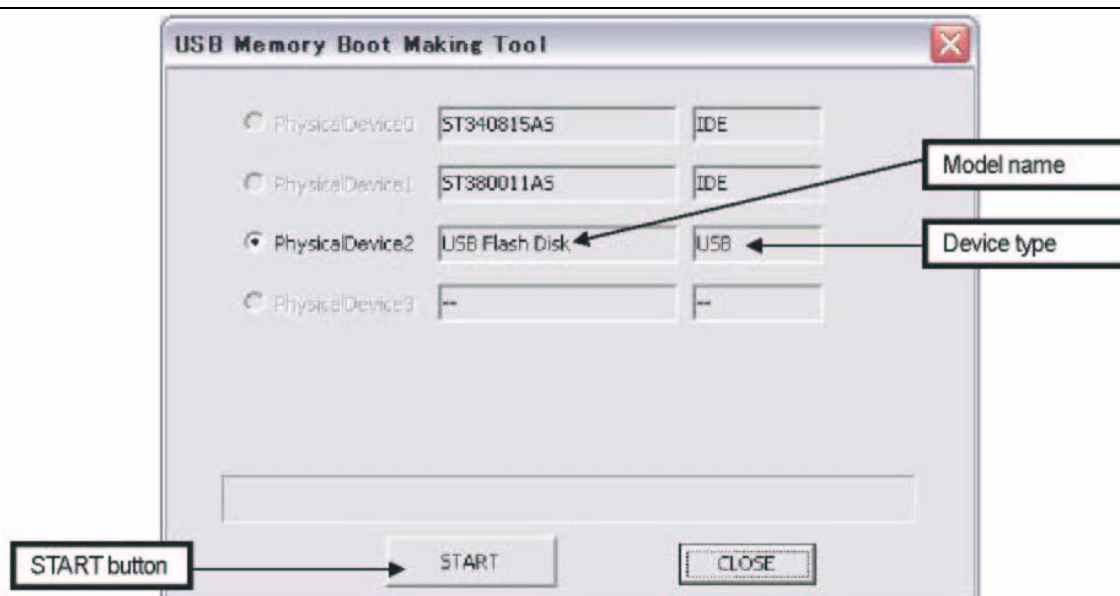 USB Memory Boot Making Tool
PhysicalDevice0 ST340815AS IDE
PhysicalDevice1 ST380011AS IDE
PhysicalDevice2 USB Flash Disk USB
PhysicalDevice3 -- --
Model name
Device type
START button
START CLOSE